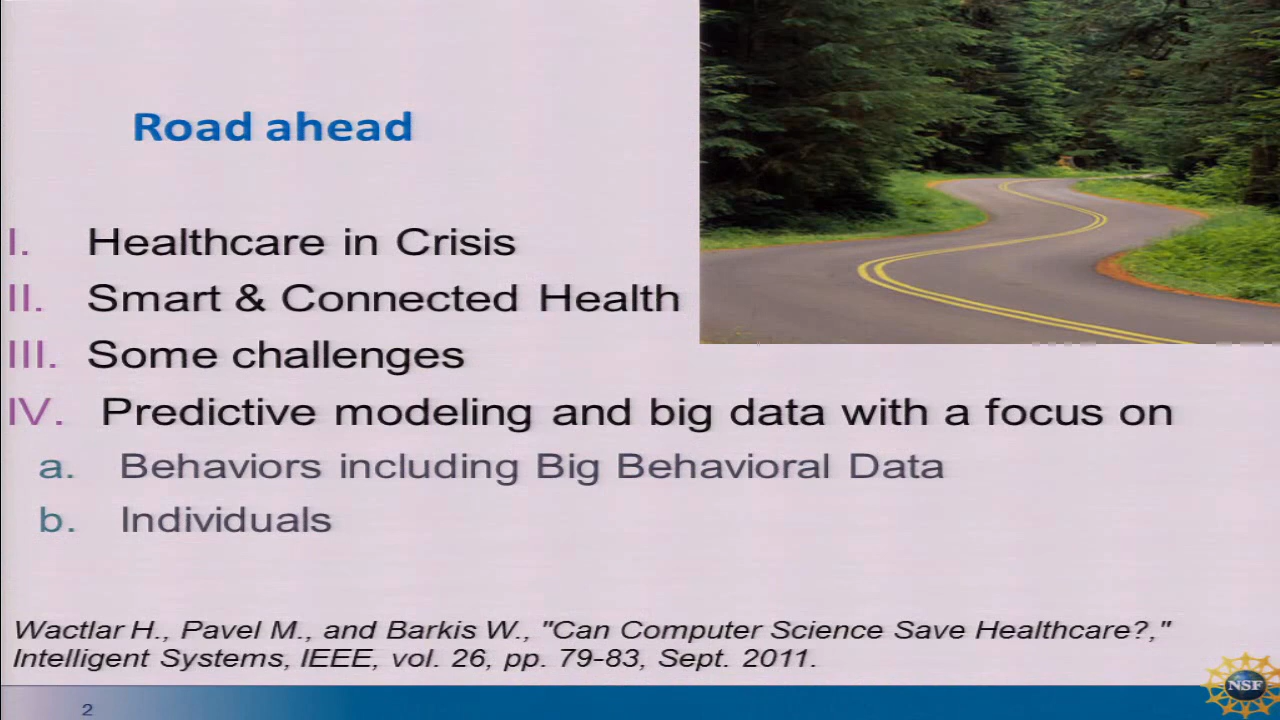 Road ahead
I. Healthcare in Crisis
II. Smart & Connected Health
III. Some challenges
IV. Predictive modeling and big data with a focus on
a. Behaviors including Big Behavioral Data
b. Individuals
Wactlar H., Pavel M., and Barkis W., "Can Computer Science Save Healthcare?,"
Intelligent Systems, IEEE, vol. 26, pp. 79-83, Sept. 2011.
2
NSF